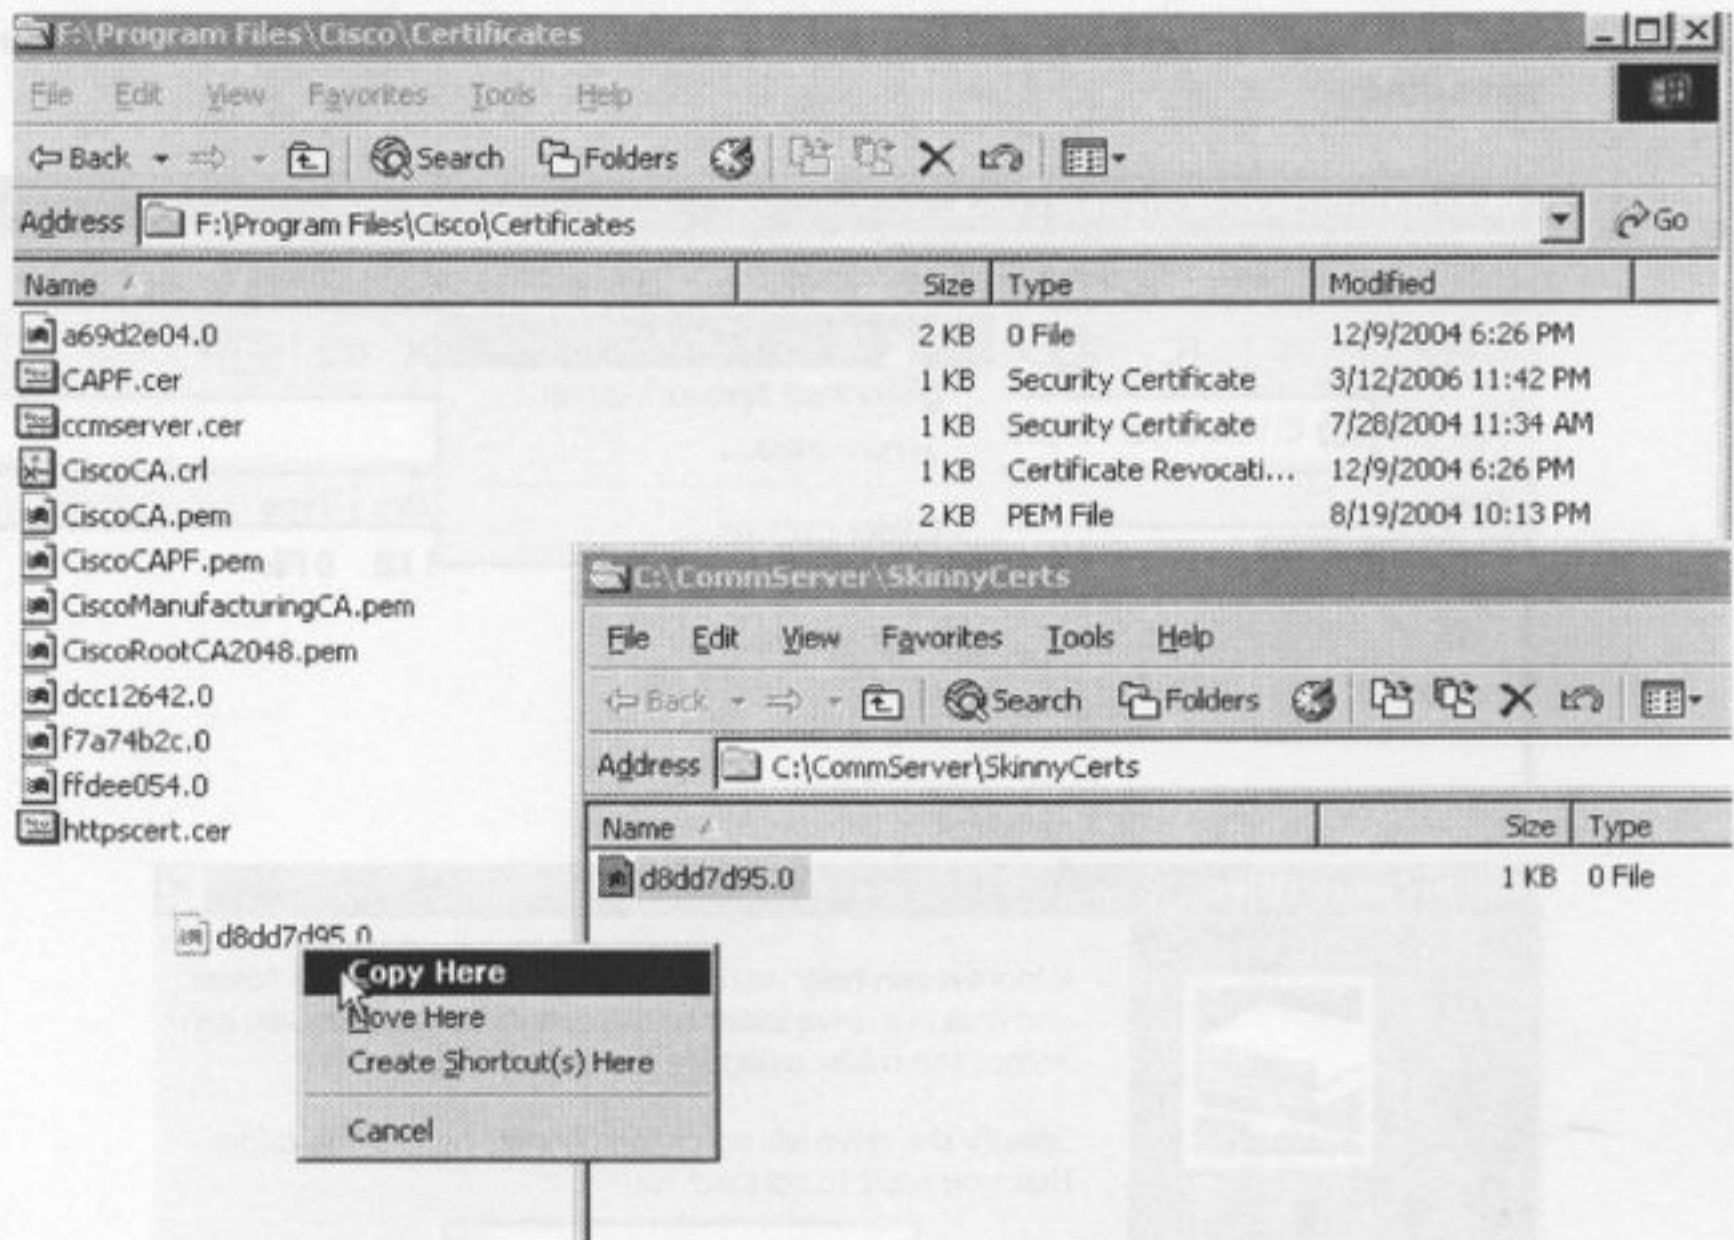 F:\Program Files\Cisco\Certificates
File Edit View Favorites Tools Help
Back Search Folders
Address F:\Program Files\Cisco\Certificates Go
Name Size Type Modified
a69d2e04.0 2 KB 0 File 12/9/2004 6:26 PM
CAPF.cer 1 KB Security Certificate 3/12/2006 11:42 PM
ccmserver.cer 1 KB Security Certificate 7/28/2004 11:34 AM
CiscoCA.crl 1 KB Certificate Revocati... 12/9/2004 6:26 PM
CiscoCA.pem 2 KB PEM File 8/19/2004 10:13 PM
CiscoCAPF.pem
CiscoManufacturingCA.pem
CiscoRootCA2048.pem
dcc12642.0
f7a74b2c.0
ffdee054.0
httpscert.cer
d8dd7d95.0
Copy Here
Move Here
Create Shortcut(s) Here
Cancel
C:\CommServer\SkinnyCerts
File Edit View Favorites Tools Help
Back Search Folders
Address C:\CommServer\SkinnyCerts
Name Size Type
d8dd7d95.0 1 KB 0 File